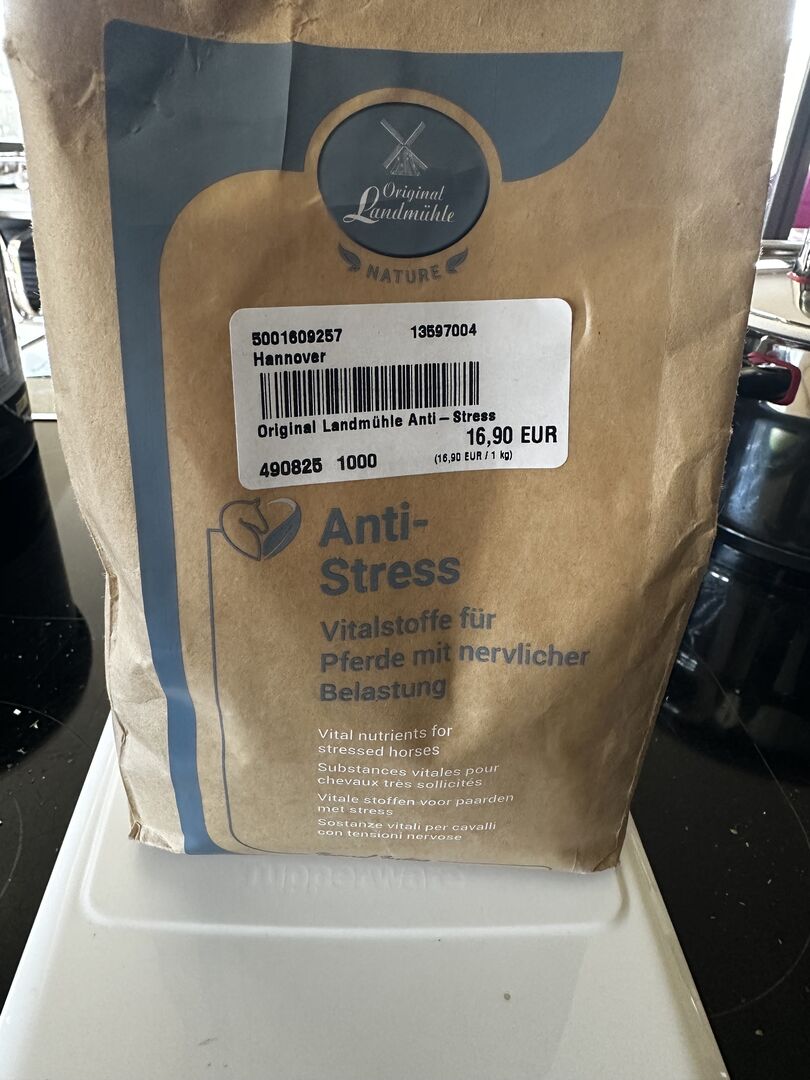 Original
Landmühle
NATURE
5001609257 13597004
Hannover
Original Landmühle Anti-Stress
16,90 EUR
490825 1000 (16,90 EUR / 1 kg)
Anti-
Stress
Vitalstoffe für
Pferde mit nervlicher
Belastung
Vital nutrients for
stressed horses
Substances vitales pour
chevaux très sollicités
Vitale stoffen voor paarden
met stress
Sostanze vitali per cavalli
con tensioni nervose
Tupperware